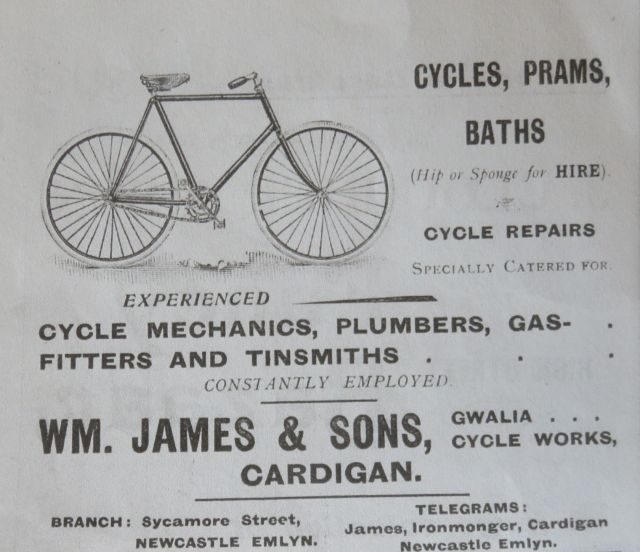 CYCLES, PRAMS,
BATHS
(Hip or Sponge for HIRE).
CYCLE REPAIRS
SPECIALLY CATERED FOR.
EXPERIENCED
CYCLE MECHANICS, PLUMBERS, GAS- .
FITTERS AND TINSMITHS . . .
CONSTANTLY EMPLOYED.
WM. JAMES & SONS,
GWALIA . . .
CYCLE WORKS,
CARDIGAN.
BRANCH: Sycamore Street,
NEWCASTLE EMLYN.
TELEGRAMS:
James, Ironmonger, Cardigan
Newcastle Emlyn.